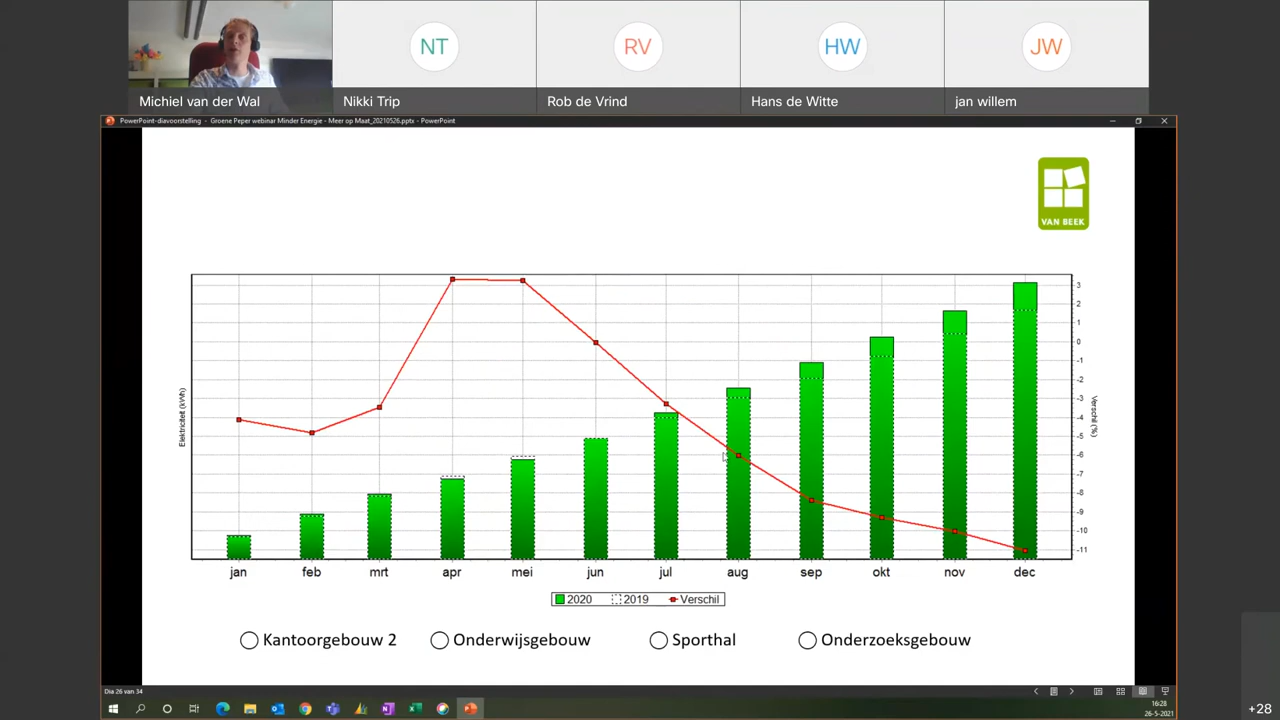 NT
RV
HW
JW
Michiel van der Wal
Nikki Trip
Rob de Vrind
Hans de Witte
jan willem
PowerPoint-diavoorstelling - Groene Peper webinar Minder Energie - Meer op Maat_20210526.pptx - PowerPoint
VAN BEEK
Elektriciteit (kWh)
3
2
1
0
-1
-2
-3
-4
-5
-6
-7
-8
-9
-10
-11
Verschil (%)
jan feb mrt apr mei jun jul aug sep okt nov dec
2020 2019 Verschil
Kantoorgebouw 2 Onderwijsgebouw Sporthal Onderzoeksgebouw
Dia 26 van 34
16:28
26-5-2021
+28